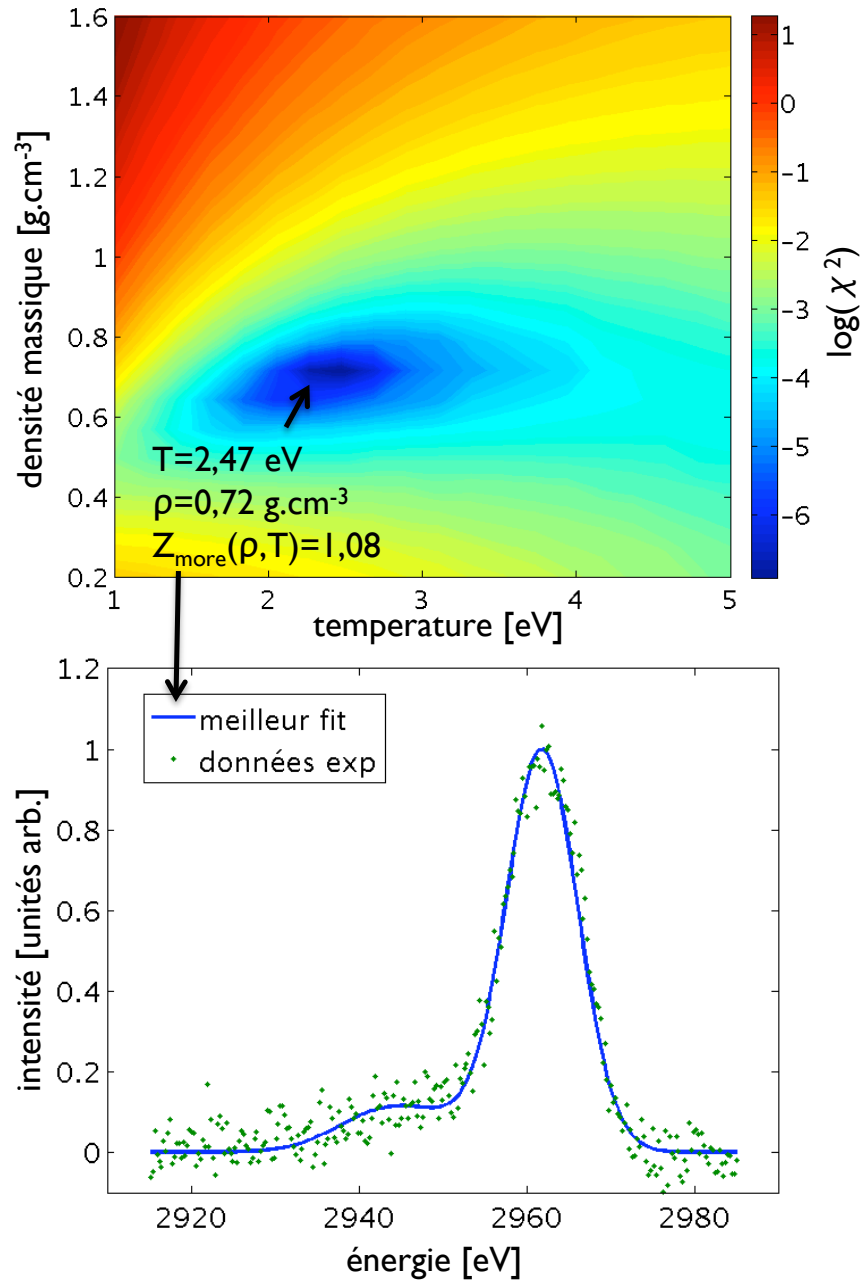 1.6
1.4
1.2
1
0.8
0.6
0.4
0.2
densité massique [g.cm-3]
T=2,47 eV
ρ=0,72 g.cm-3
Zmore(ρ,T)=1,08
1 2 3 4 5
temperature [eV]
1
0
-1
-2
-3
-4
-5
-6
log( χ 2)
1.2
1
0.8
0.6
0.4
0.2
0
intensité [unités arb.]
meilleur fit
données exp
2920 2940 2960 2980
énergie [eV]